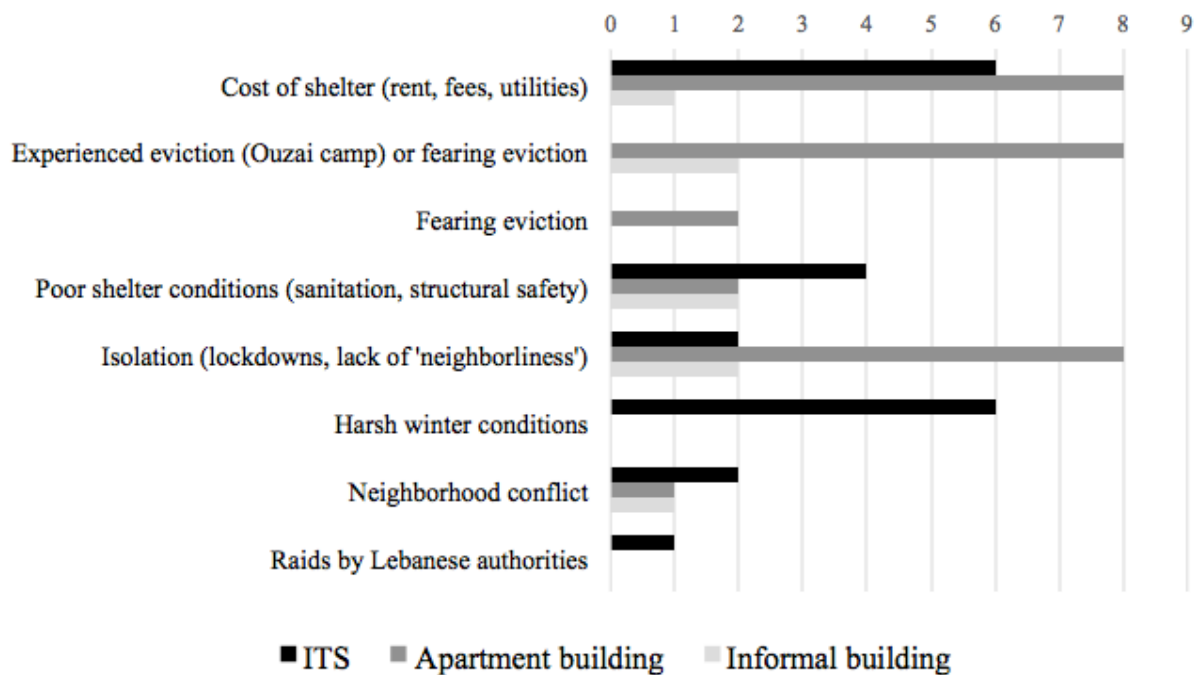 0 1 2 3 4 5 6 7 8 9
Cost of shelter (rent, fees, utilities)
Experienced eviction (Ouzai camp) or fearing eviction
Fearing eviction
Poor shelter conditions (sanitation, structural safety)
Isolation (lockdowns, lack of 'neighborliness')
Harsh winter conditions
Neighborhood conflict
Raids by Lebanese authorities
ITS Apartment building Informal building